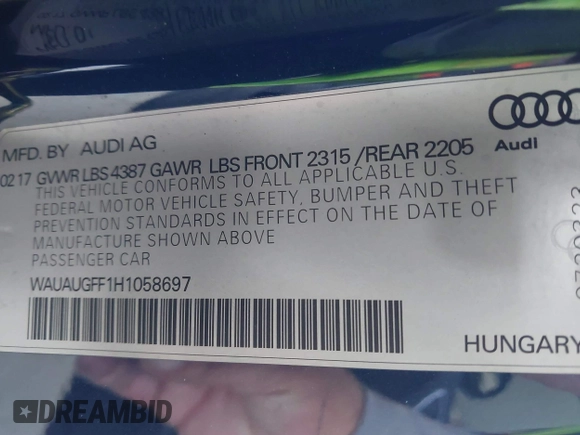 MFD. BY AUDI AG
0217 GVWR LBS 4387 GAWR LBS FRONT 2315 /REAR 2205
THIS VEHICLE CONFORMS TO ALL APPLICABLE U.S.
FEDERAL MOTOR VEHICLE SAFETY, BUMPER AND THEFT
PREVENTION STANDARDS IN EFFECT ON THE DATE OF
MANUFACTURE SHOWN ABOVE
PASSENGER CAR
WAUAUGFF1H1058697
Audi
HUNGARY
DREAMBID